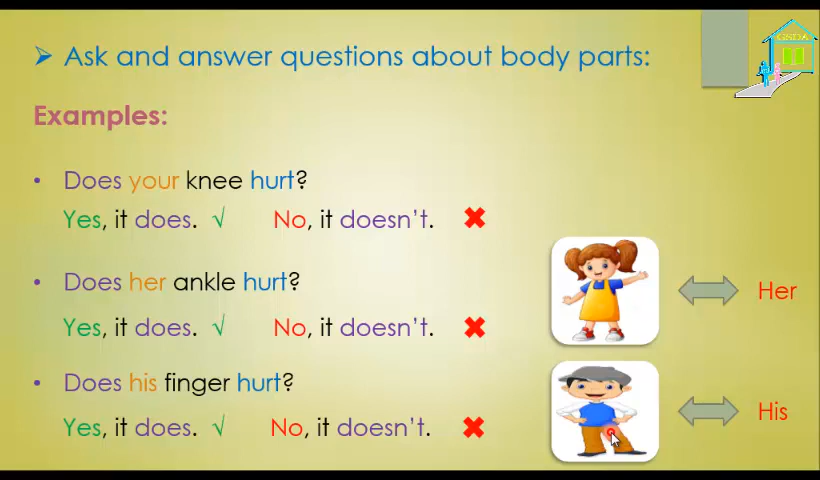 GSDA
➢ Ask and answer questions about body parts:
Examples:
• Does your knee hurt?
Yes, it does. √ No, it doesn't. ✖
• Does her ankle hurt?
Yes, it does. √ No, it doesn't. ✖
Her
• Does his finger hurt?
Yes, it does. √ No, it doesn't. ✖
His